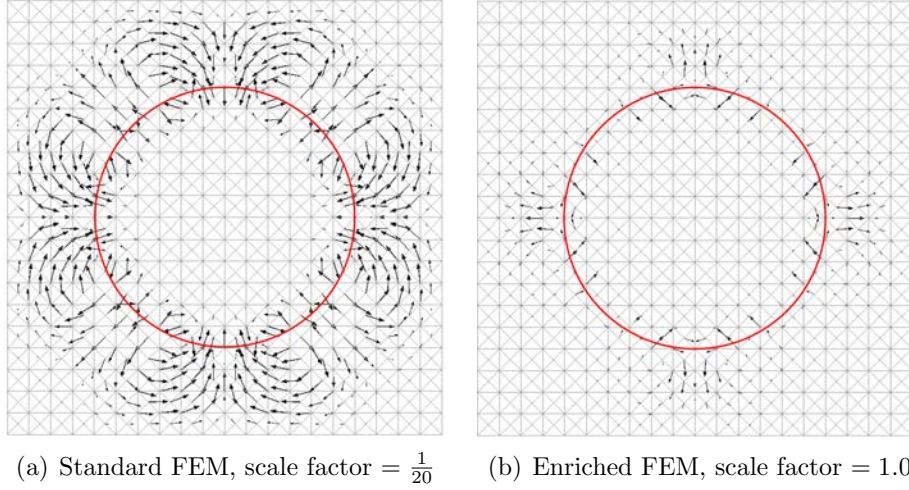 (a) Standard FEM, scale factor = 1/20
(b) Enriched FEM, scale factor = 1.0